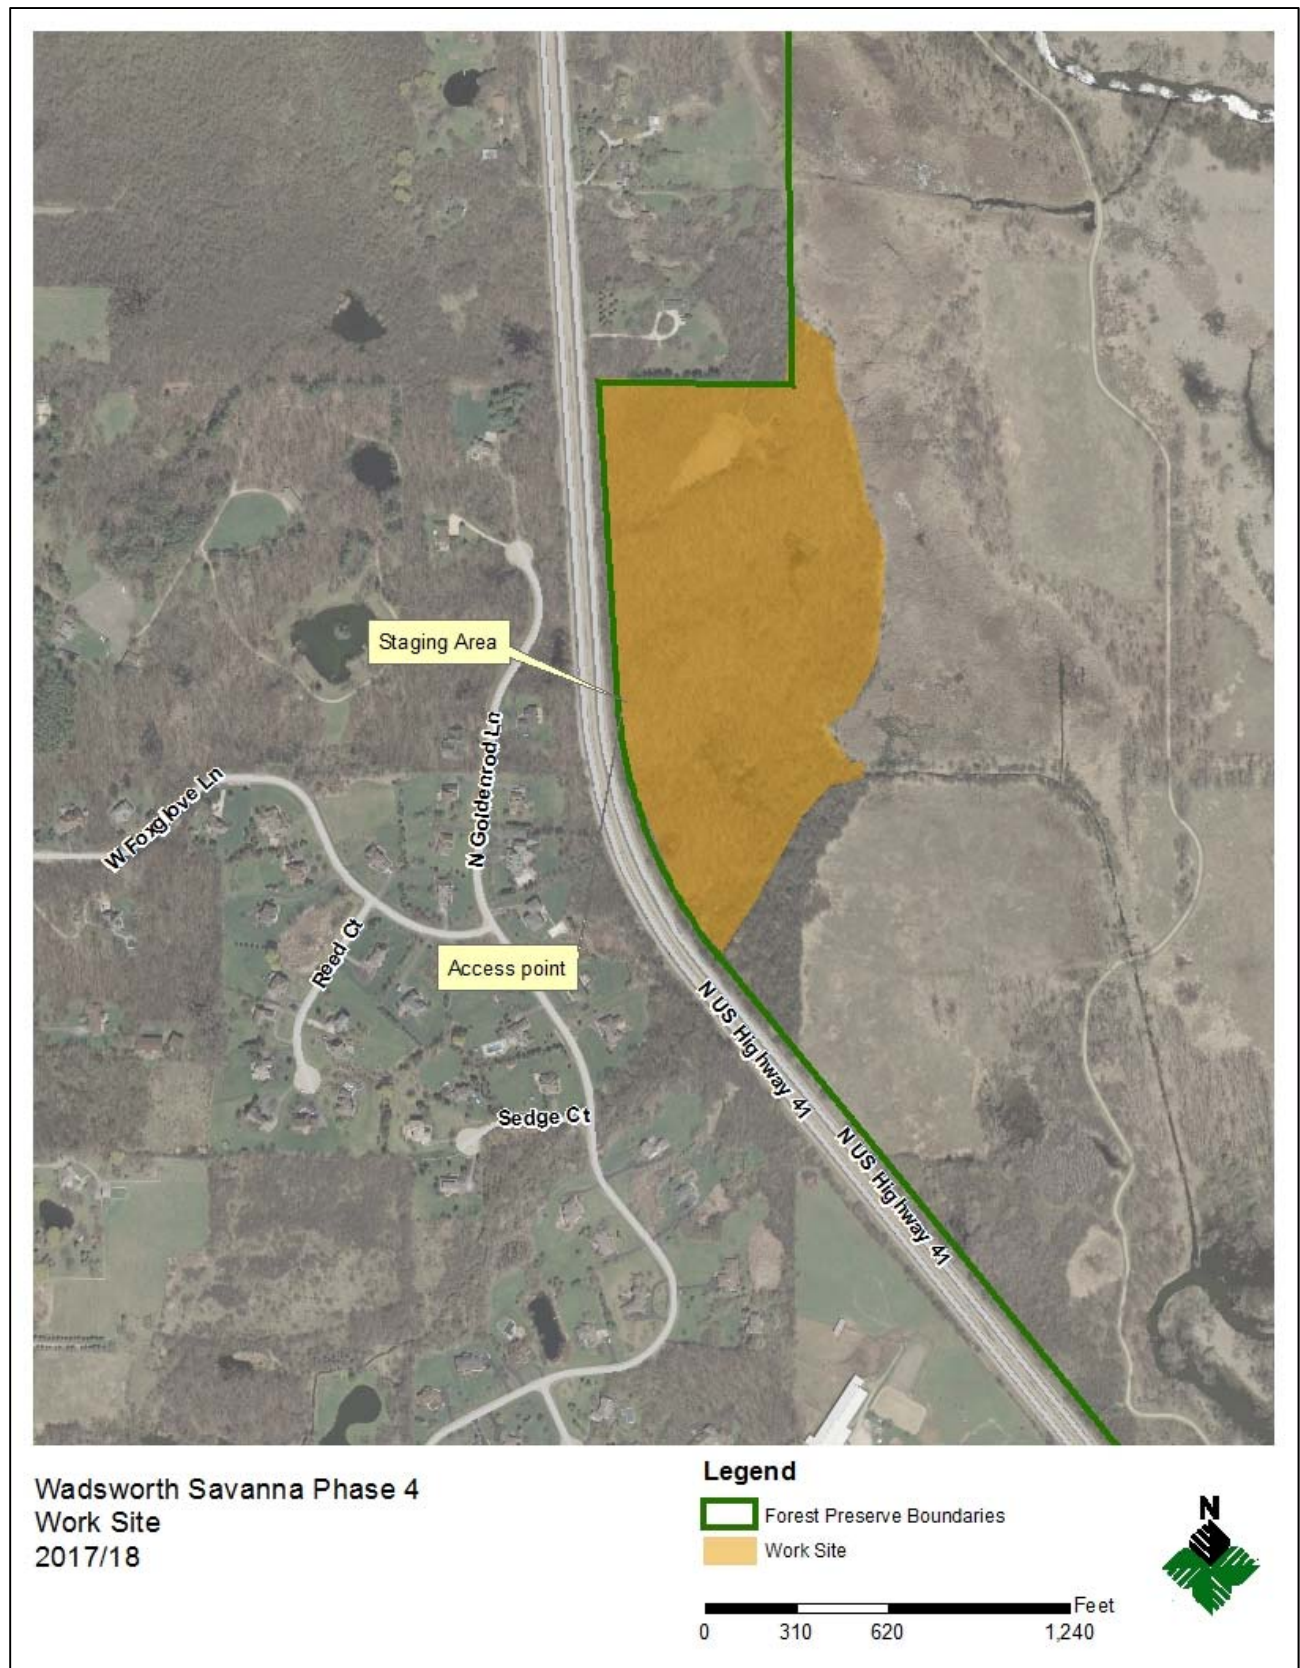 Staging Area
N Goldenrod Ln
W Foxglove Ln
Reed Ct
Access point
N US Highway 41
Sedge Ct
N US Highway 41
Wadsworth Savanna Phase 4
Work Site
2017/18
Legend
Forest Preserve Boundaries
Work Site
N
Feet
0 310 620 1,240